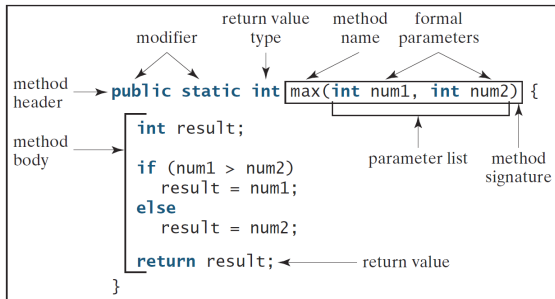 modifier
return value
type
method
name
formal
parameters
method
header
public static int max(int num1, int num2) {
method
body
int result;
parameter list
method
signature
if (num1 > num2)
result = num1;
else
result = num2;
return result;
return value
}